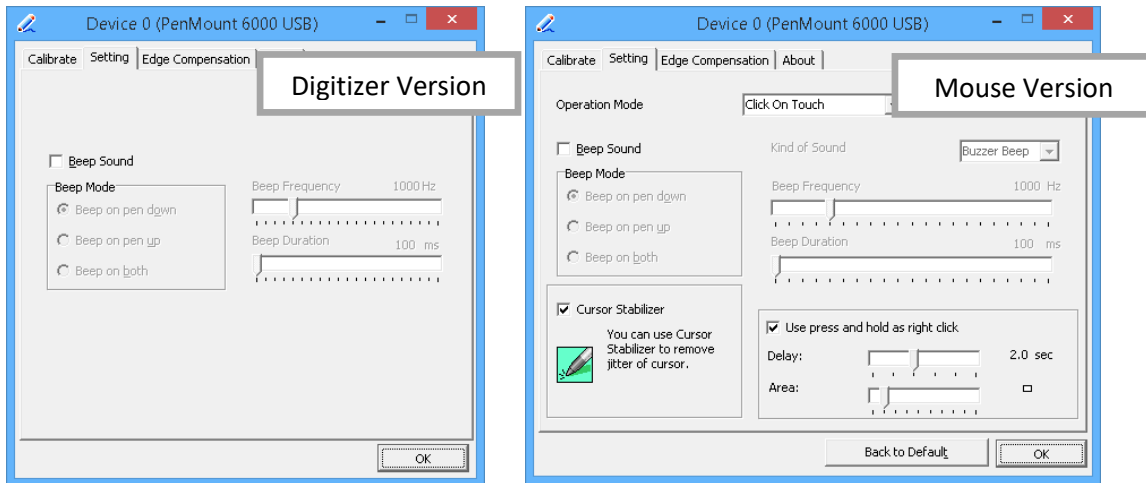 Device 0 (PenMount 6000 USB)
Calibrate Setting Edge Compensation
Digitizer Version
Beep Sound
Beep Mode
Beep on pen down
Beep on pen up
Beep on both
Beep Frequency 1000 Hz
Beep Duration 100 ms
OK
Device 0 (PenMount 6000 USB)
Calibrate Setting Edge Compensation About
Mouse Version
Operation Mode Click On Touch
Beep Sound Kind of Sound Buzzer Beep
Beep Mode
Beep on pen down
Beep on pen up
Beep on both
Beep Frequency 1000 Hz
Beep Duration 100 ms
Cursor Stabilizer
You can use Cursor
Stabilizer to remove
jitter of cursor.
Use press and hold as right click
Delay: 2.0 sec
Area:
Back to Default OK